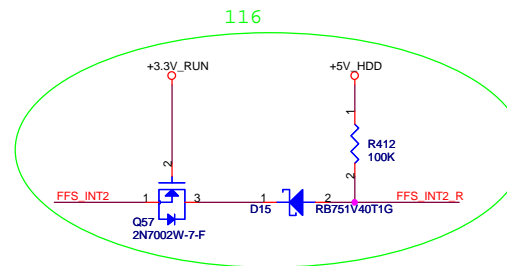 116
+3.3V_RUN
+5V_HDD
2
1
R412
100K
2
FFS_INT2
1
3
1
2
FFS_INT2_R
D15
RB751V40T1G
Q57
2N7002W-7-F